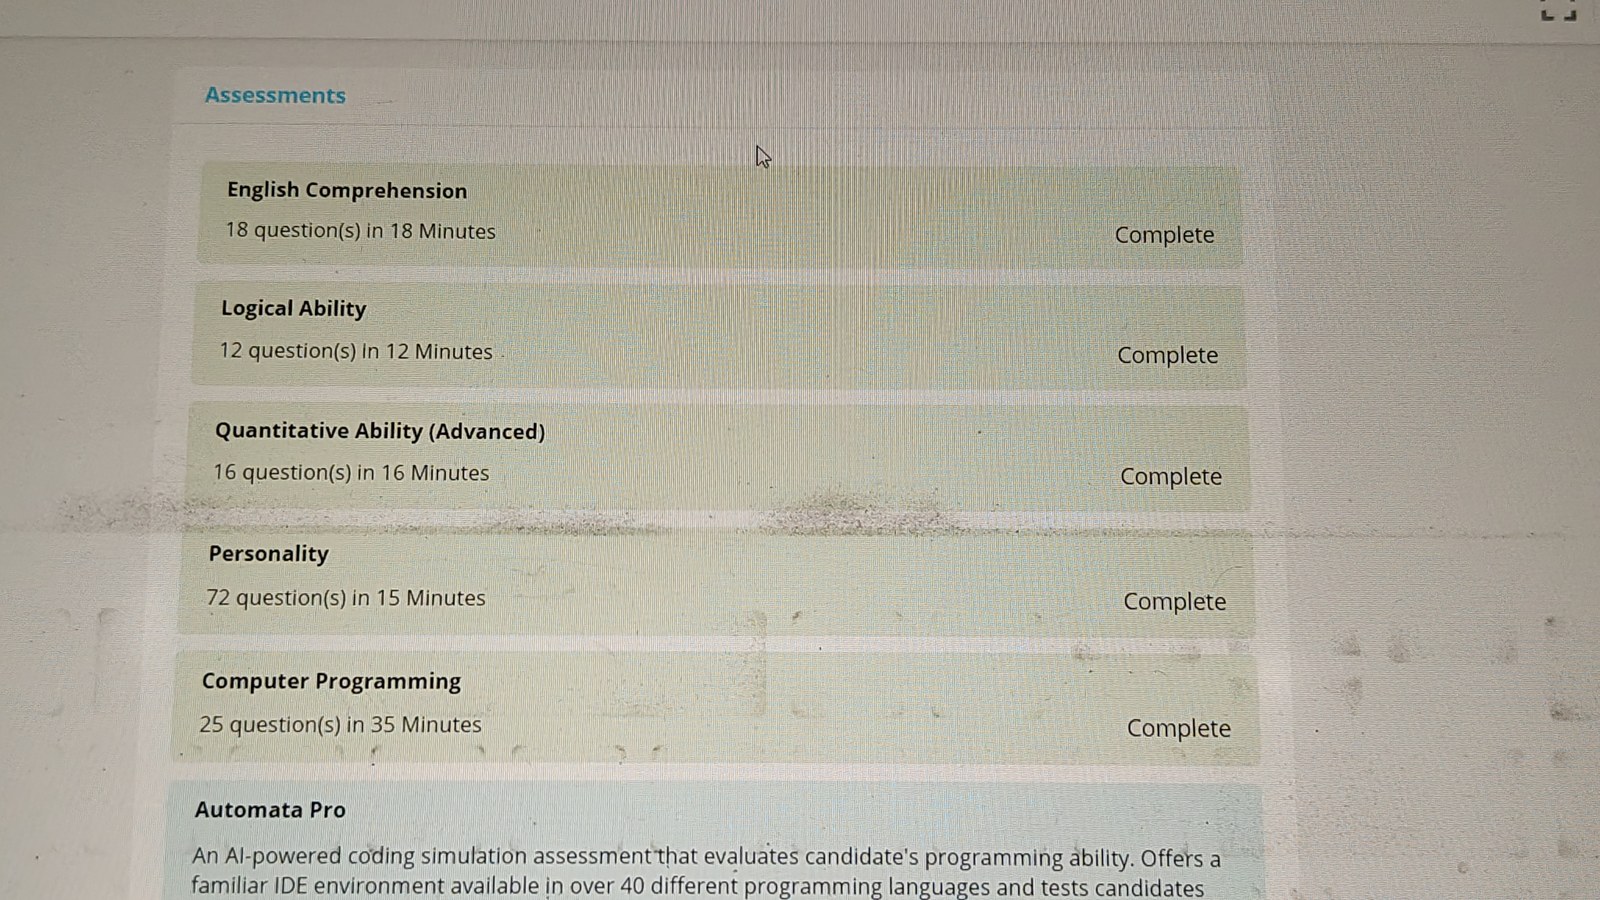 Assessments
English Comprehension
18 question(s) in 18 Minutes
Complete
Logical Ability
12 question(s) in 12 Minutes
Complete
Quantitative Ability (Advanced)
16 question(s) in 16 Minutes
Complete
Personality
72 question(s) in 15 Minutes
Complete
Computer Programming
25 question(s) in 35 Minutes
Complete
Automata Pro
An AI-powered coding simulation assessment that evaluates candidate's programming ability. Offers a
familiar IDE environment available in over 40 different programming languages and tests candidates